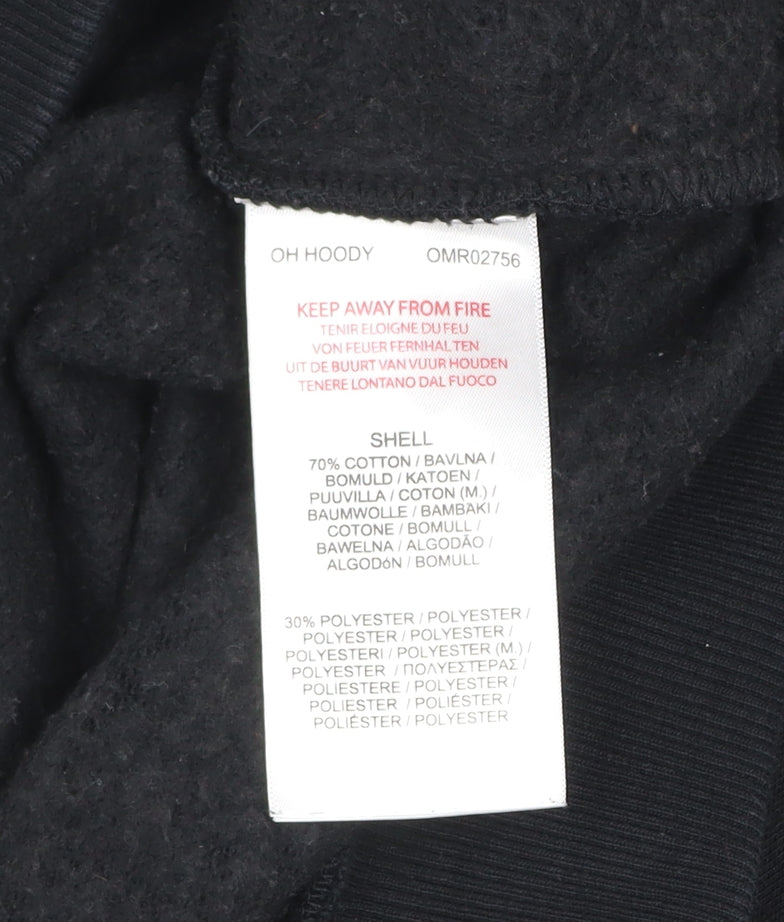 OH HOODY OMR02756
KEEP AWAY FROM FIRE
TENIR ELOIGNE DU FEU
VON FEUER FERNHALTEN
UIT DE BUURT VAN VUUR HOUDEN
TENERE LONTANO DAL FUOCO
SHELL
70% COTTON / BAVLNA /
BOMULD / KATOEN /
PUUVILLA / COTON (M.) /
BAUMWOLLE / BAMBAKI /
COTONE / BOMULL /
BAWELNA / ALGODÃO /
ALGODóN / BOMULL
30% POLYESTER / POLYESTER /
POLYESTER / POLYESTER /
POLYESTERI / POLYESTER (M.) /
POLYESTER / ΠΟΛΥΕΣΤΕΡΑΣ /
POLIESTERE / POLYESTER /
POLIESTER / POLIÉSTER /
POLIÉSTER / POLYESTER